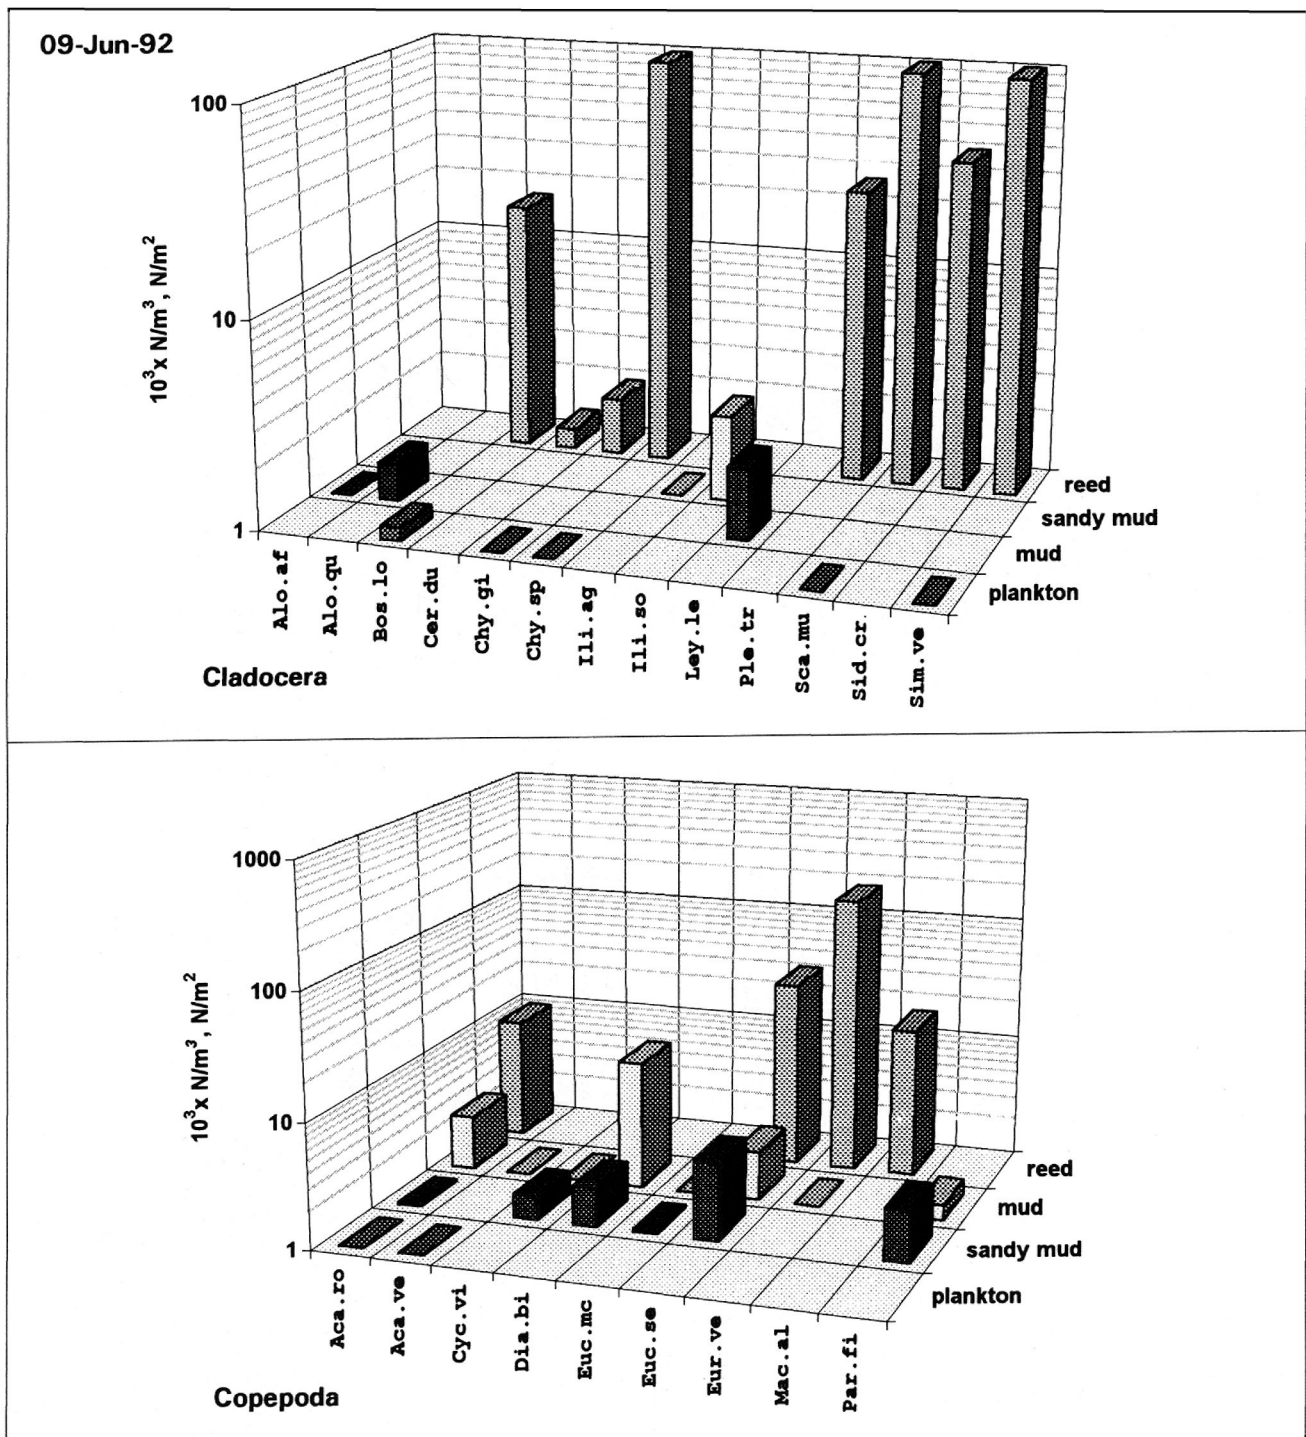 09-Jun-92
100
10
1
10³x N/m³, N/m²
reed
sandy mud
mud
plankton
Alo.af
Alo.qu
Bos.lo
Cer.du
Chy.gi
Chy.sp
Ili.ag
Ili.so
Ley.le
Ple.tr
Sca.mu
Sid.cr.
Sim.ve
Cladocera
1000
100
10
1
10³x N/m³, N/m²
reed
mud
sandy mud
plankton
Aca.ro
Aca.ve
Cyc.vi
Dia.bi
Euc.mc
Euc.se
Eur.ve
Mac.al
Par.fi
Copepoda